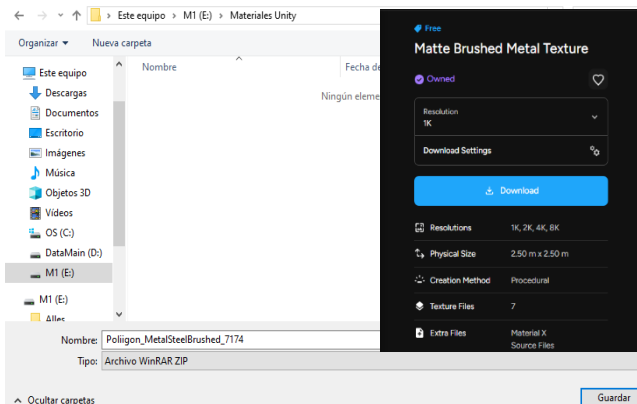 Este equipo > M1 (E:) > Materiales Unity
Organizar
Nueva carpeta
Este equipo
Descargas
Documentos
Escritorio
Imágenes
Música
Objetos 3D
Vídeos
OS (C:)
DataMain (D:)
M1 (E:)
M1 (E:)
Alles
Nombre
Fecha de
Ningún eleme
Free
Matte Brushed Metal Texture
Owned
Resolution
1K
Download Settings
Download
Resolutions 1K, 2K, 4K, 8K
Physical Size 2.50 m x 2.50 m
Creation Method Procedural
Texture Files 7
Extra Files Material X
Source Files
Nombre: Poliigon_MetalSteelBrushed_7174
Tipo: Archivo WinRAR ZIP
Ocultar carpetas
Guardar